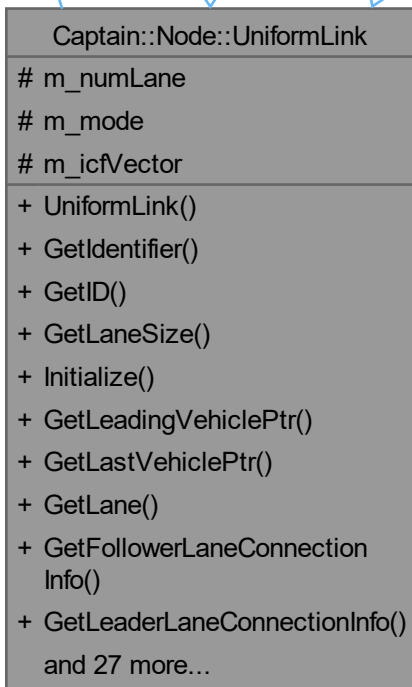 Captain::Node::UniformLink
# m_numLane
# m_mode
# m_icfVector
+ UniformLink()
+ GetIdentifier()
+ GetID()
+ GetLaneSize()
+ Initialize()
+ GetLeadingVehiclePtr()
+ GetLastVehiclePtr()
+ GetLane()
+ GetFollowerLaneConnection
Info()
+ GetLeaderLaneConnectionInfo()
and 27 more...